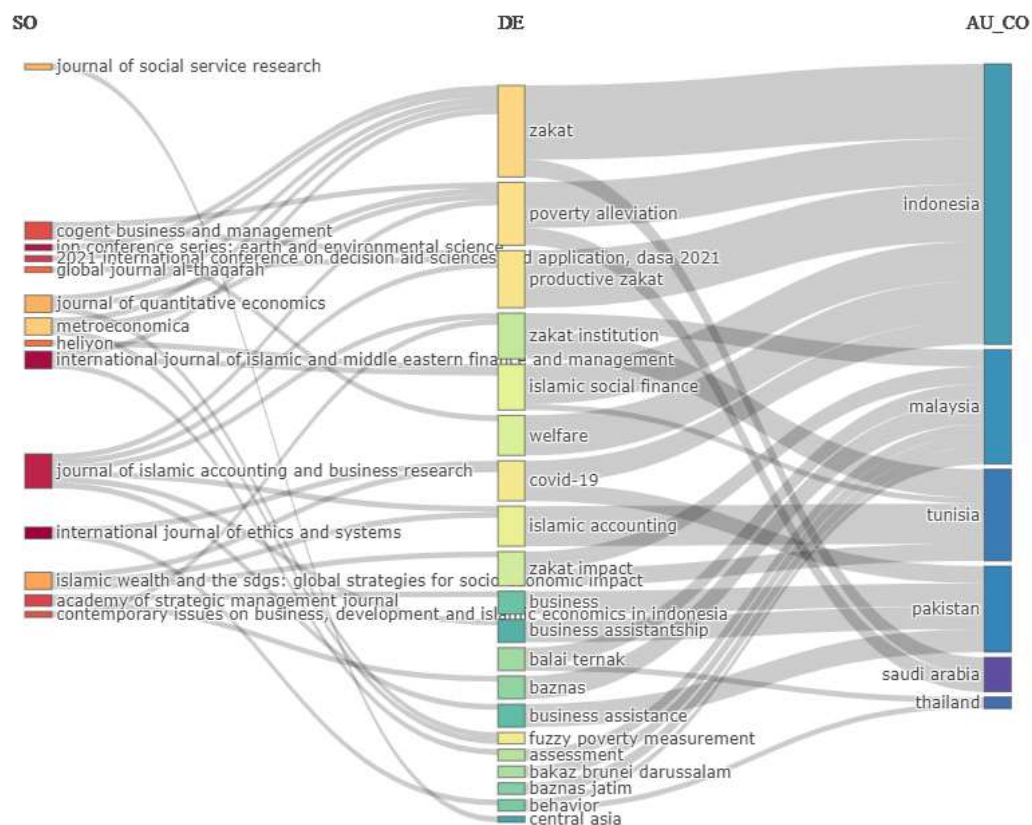 SO
DE
AU_CO
journal of social service research
cogent business and management
iop conference series: earth and environmental science
2021 international conference on decision aid sciences and application, dasa 2021
global journal al-thaqafah
journal of quantitative economics
metroeconomica
heliyon
international journal of islamic and middle eastern finance and management
journal of islamic accounting and business research
international journal of ethics and systems
islamic wealth and the sdgs: global strategies for socio-economic impact
academy of strategic management journal
contemporary issues on business, development and islamic economics in indonesia
zakat
poverty alleviation
productive zakat
zakat institution
islamic social finance
welfare
covid-19
islamic accounting
zakat impact
business
business assistantship
balai ternak
baznas
business assistance
fuzzy poverty measurement
assessment
bakaz brunei darussalam
baznas jatim
behavior
central asia
indonesia
malaysia
tunisia
pakistan
saudi arabia
thailand